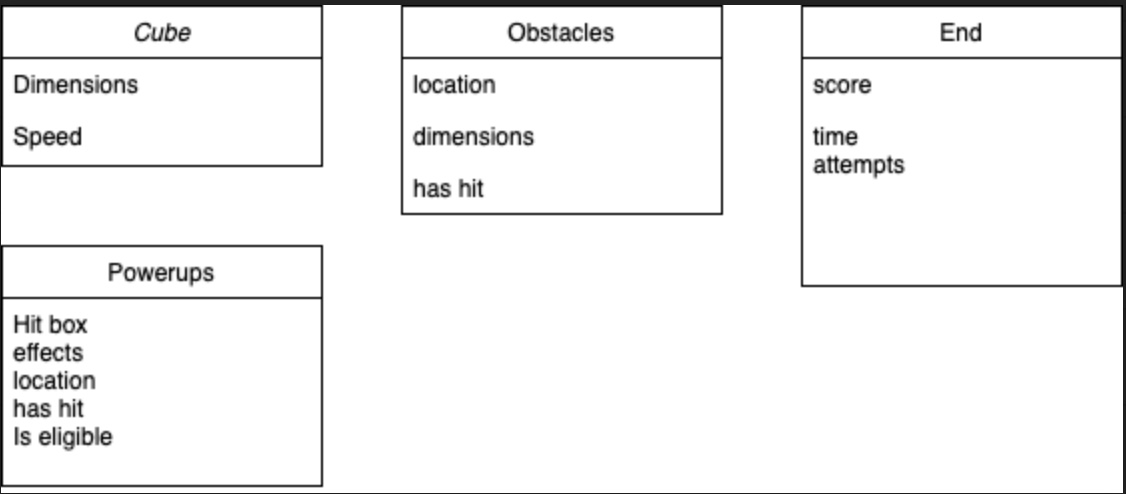 Cube
Dimensions
Speed
Obstacles
location
dimensions
has hit
End
score
time
attempts
Powerups
Hit box
effects
location
has hit
Is eligible